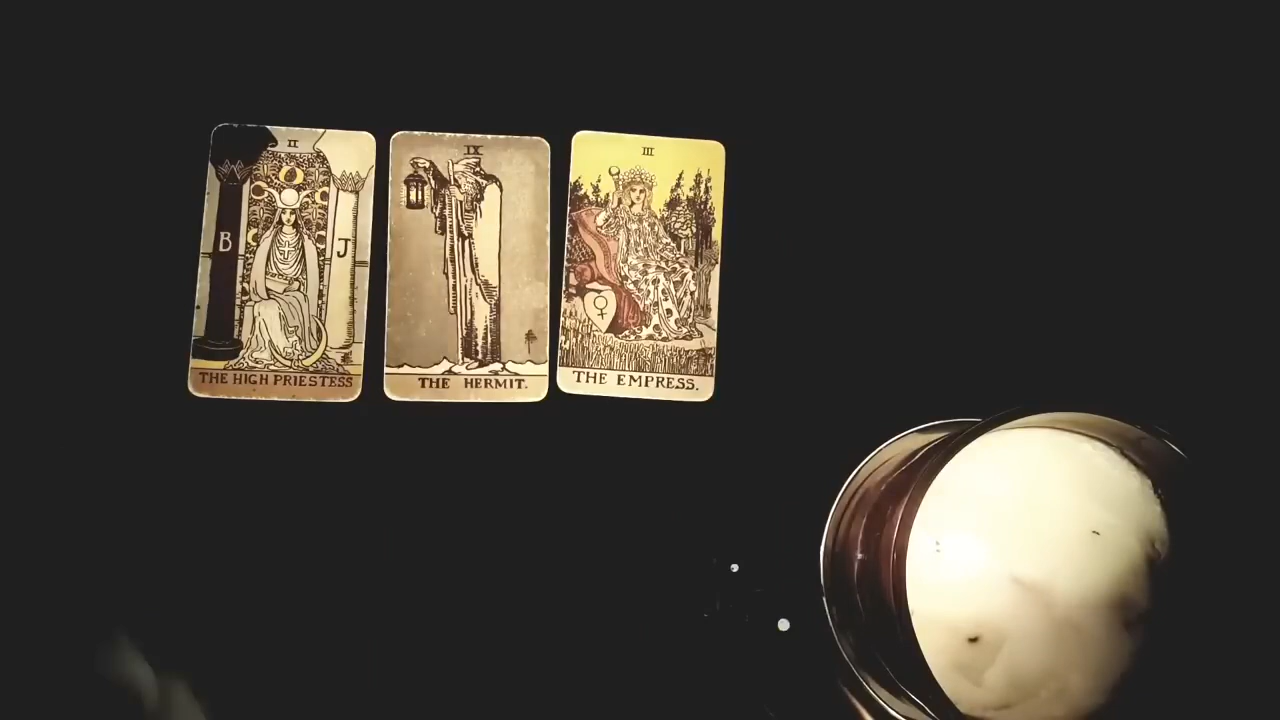 II
B
J
THE HIGH PRIESTESS
IX
THE HERMIT.
III
THE EMPRESS.